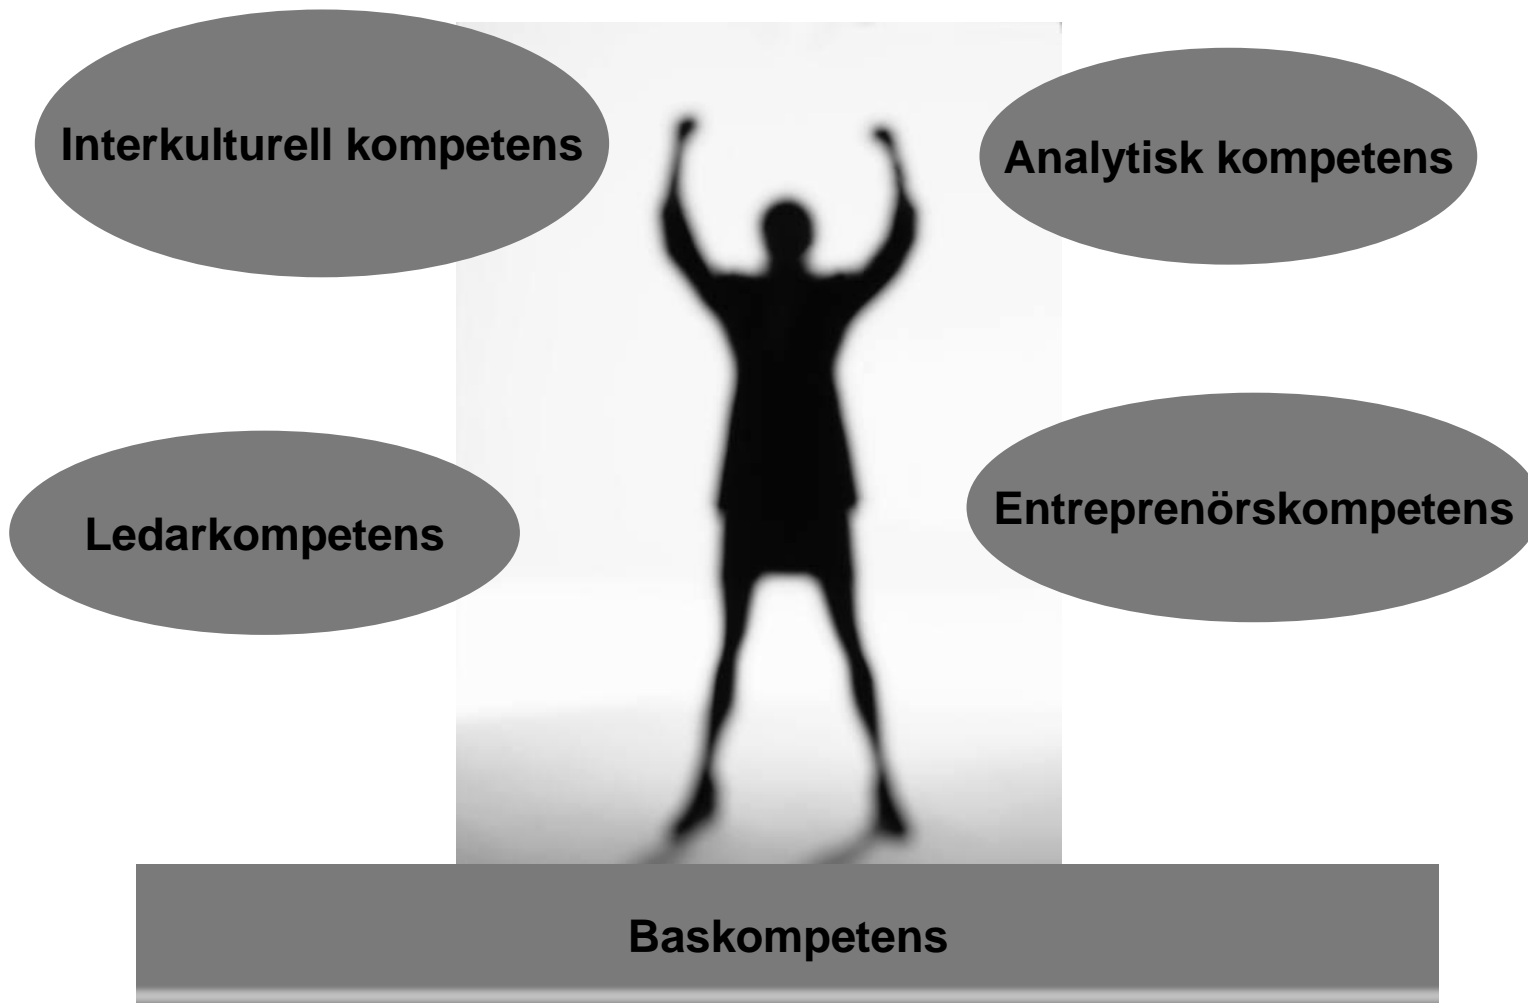 Interkulturell kompetens
Analytisk kompetens
Ledarkompetens
Entreprenörskompetens
Baskompetens